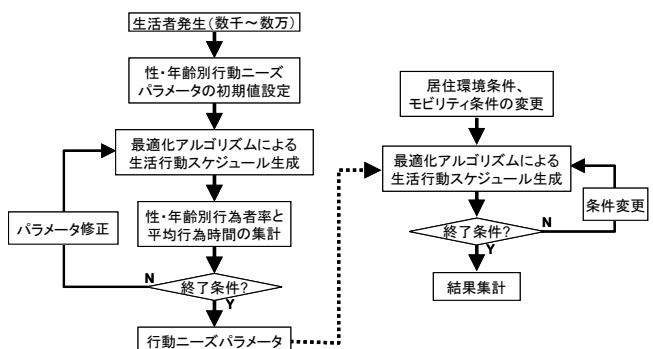 生活者発生(数千～数万)
性・年齢別行動ニーズ
パラメータの初期値設定
最適化アルゴリズムによる
生活行動スケジュール生成
性・年齢別行為者率と
平均行為時間の集計
パラメータ修正
終了条件?
N
Y
行動ニーズパラメータ
居住環境条件、
モビリティ条件の変更
最適化アルゴリズムによる
生活行動スケジュール生成
条件変更
終了条件?
N
Y
結果集計